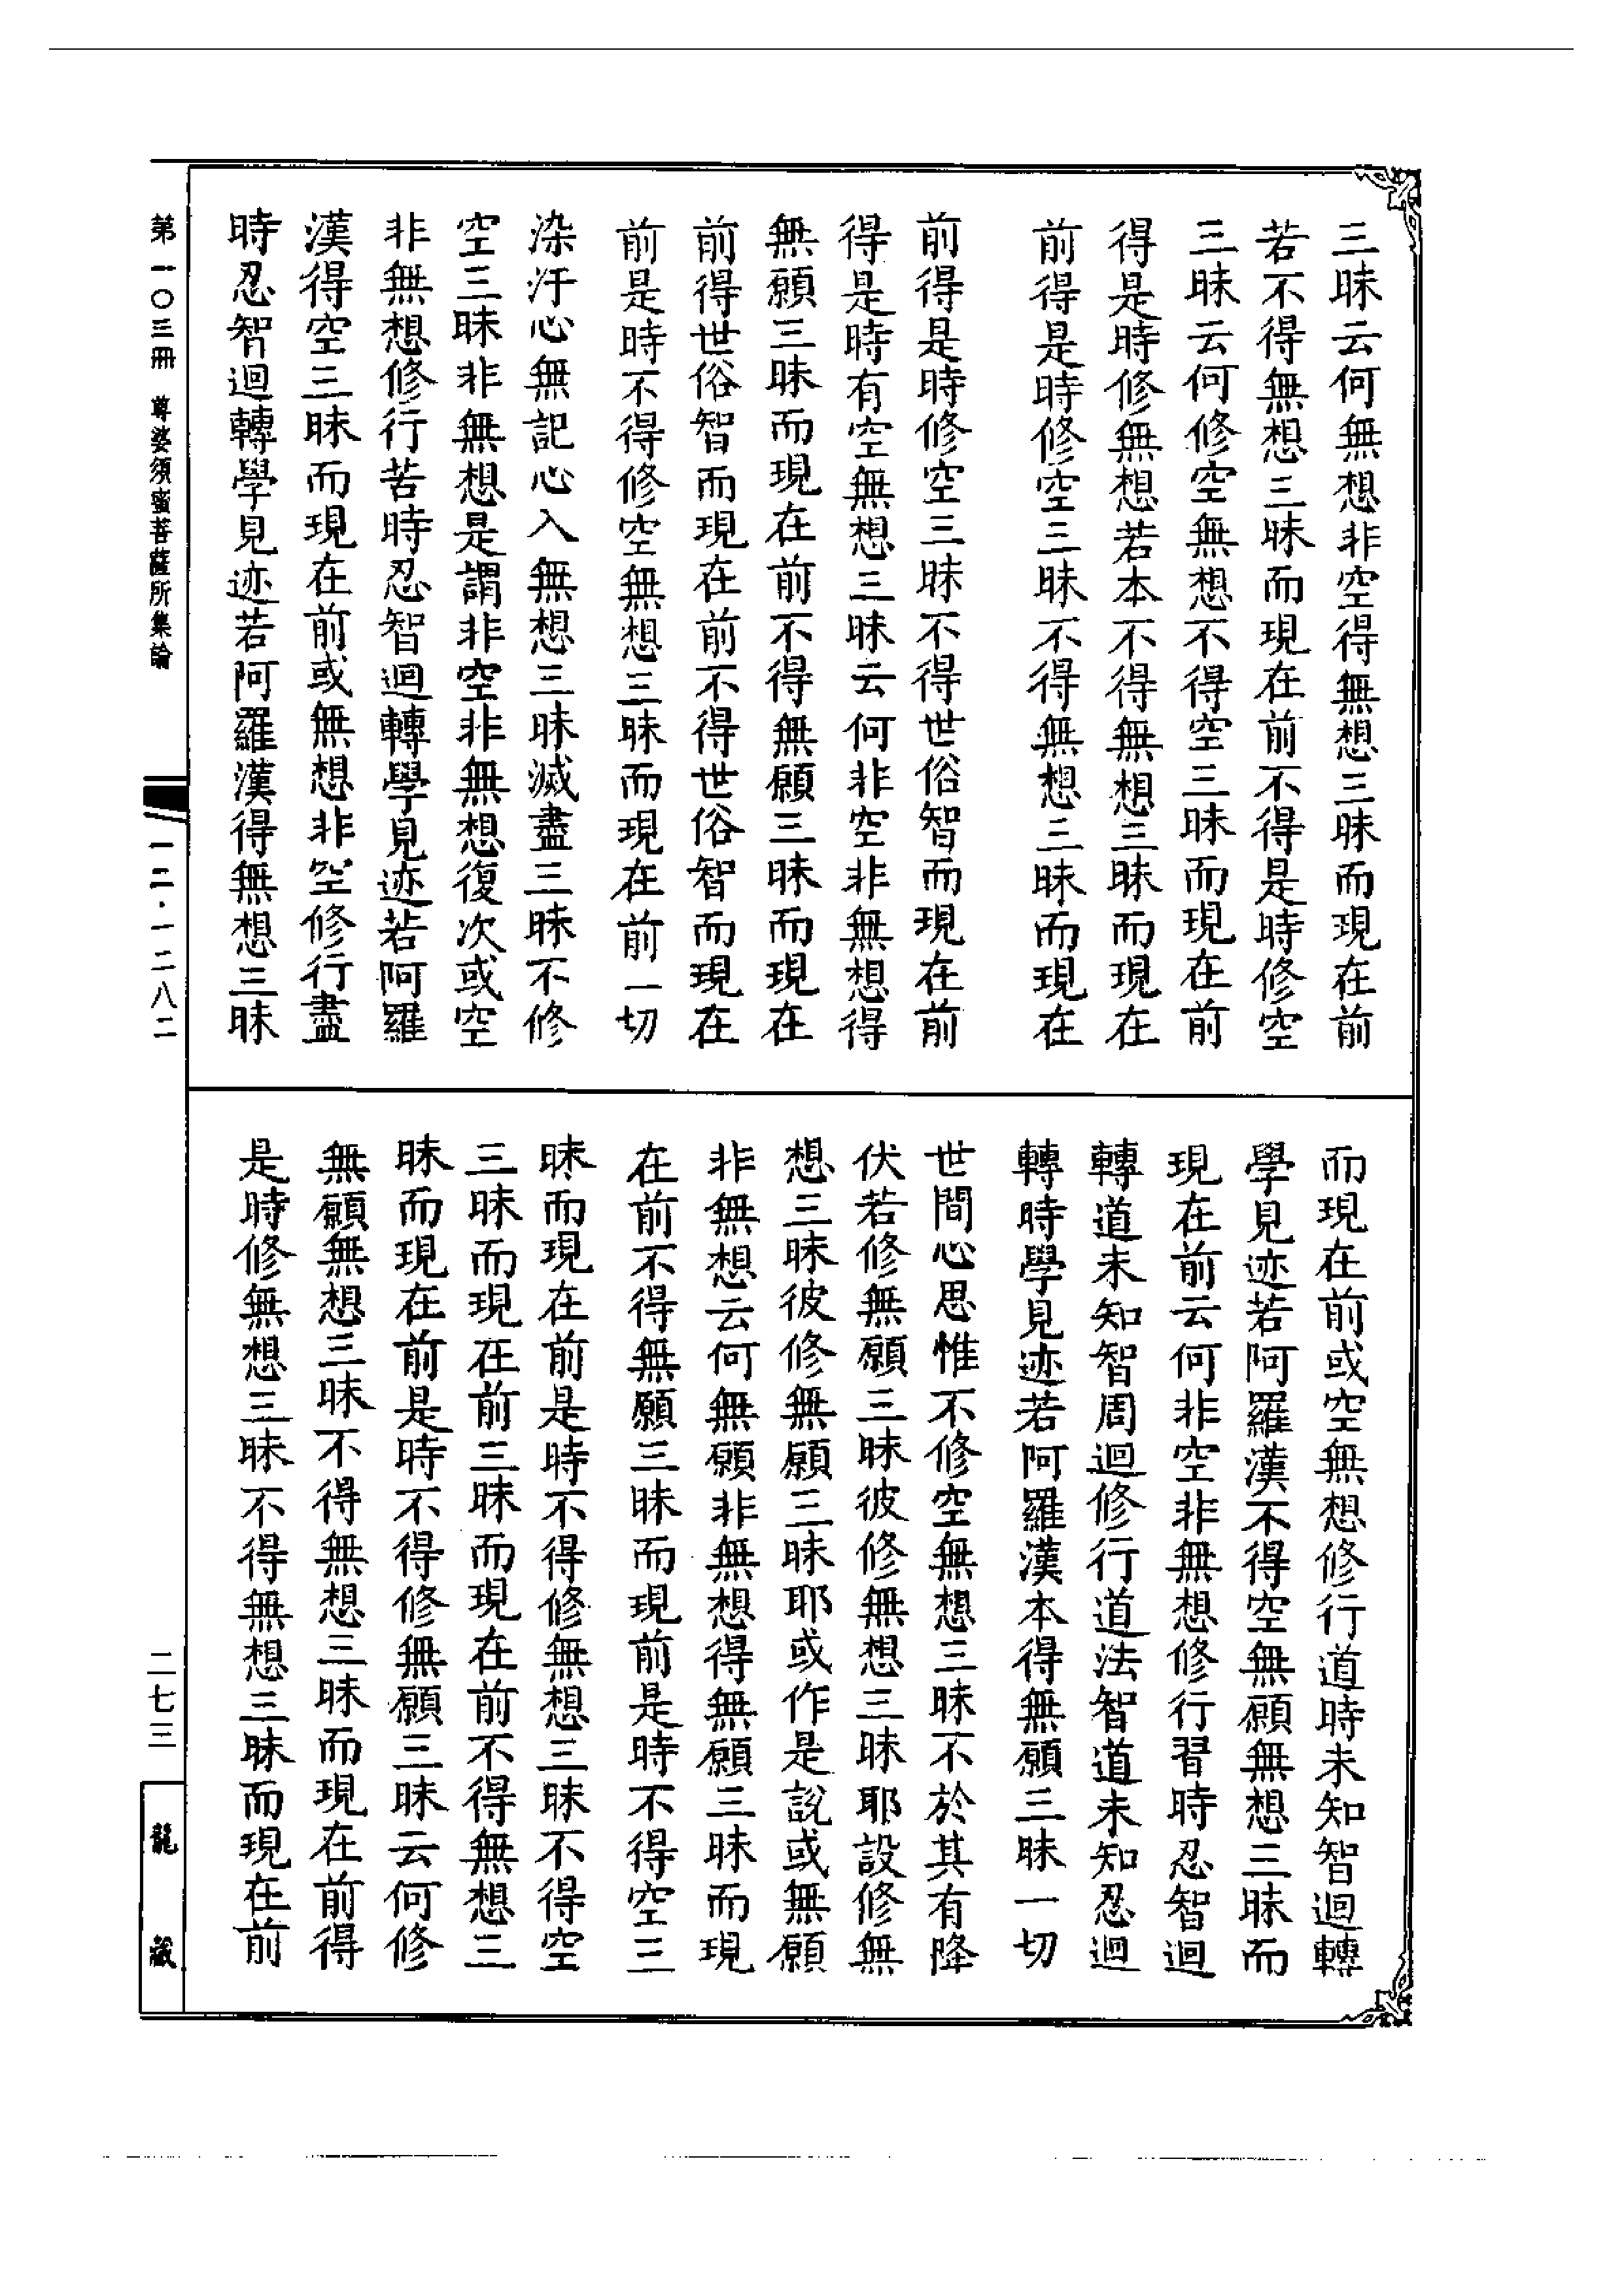 三昧云何無想非空得無想三昧而現在前
若不得無想三昧而現在前不得是時修空
三昧云何修空無想不得空三昧而現在前
得是時修無想若本不得無想三昧而現在
前得是時修空三昧不得無想三昧而現在
前得是時修空三昧不得世俗智而現在前
得是時有空無想三昧云何非空非無想得
無願三昧而現在前不得無願三昧而現在
前得世俗智而現在前不得世俗智而現在
前是時不得修空無想三昧而現在前一切
染汙心無記心入無想三昧滅盡三昧不修
空三昧非無想是謂非空非無想復次或空
非無想修行苦時忍智迴轉學見迹若阿羅
漢得空三昧而現在前或無想非空修行盡
時忍智迴轉學見迹若阿羅漢得無想三昧
而現在前或空無想修行道時未知智迴轉
學見迹若阿羅漢不得空無願無想三昧而
現在前云何非空非無想修行習時忍智迴
轉道未知智周迴修行道法智道未知忍迴
轉時學見迹若阿羅漢本得無願三昧一切
世間心思惟不修空無想三昧不於其有降
伏若修無願三昧彼修無想三昧耶設修無
想三昧彼修無願三昧耶或作是說或無願
非無想云何無願非無想得無願三昧而現
在前不得無願三昧而現前是時不得空三
昧而現在前是時不得修無想三昧不得空
三昧而現在前三昧而現在前不得無想三
昧而現在前是時不得修無願三昧云何修
無願無想三昧不得無想三昧而現在前得
是時修無想三昧不得無想三昧而現在前
第一〇三冊 尊婆須蜜菩薩所集論
一二·一二八二
二七三
龍藏